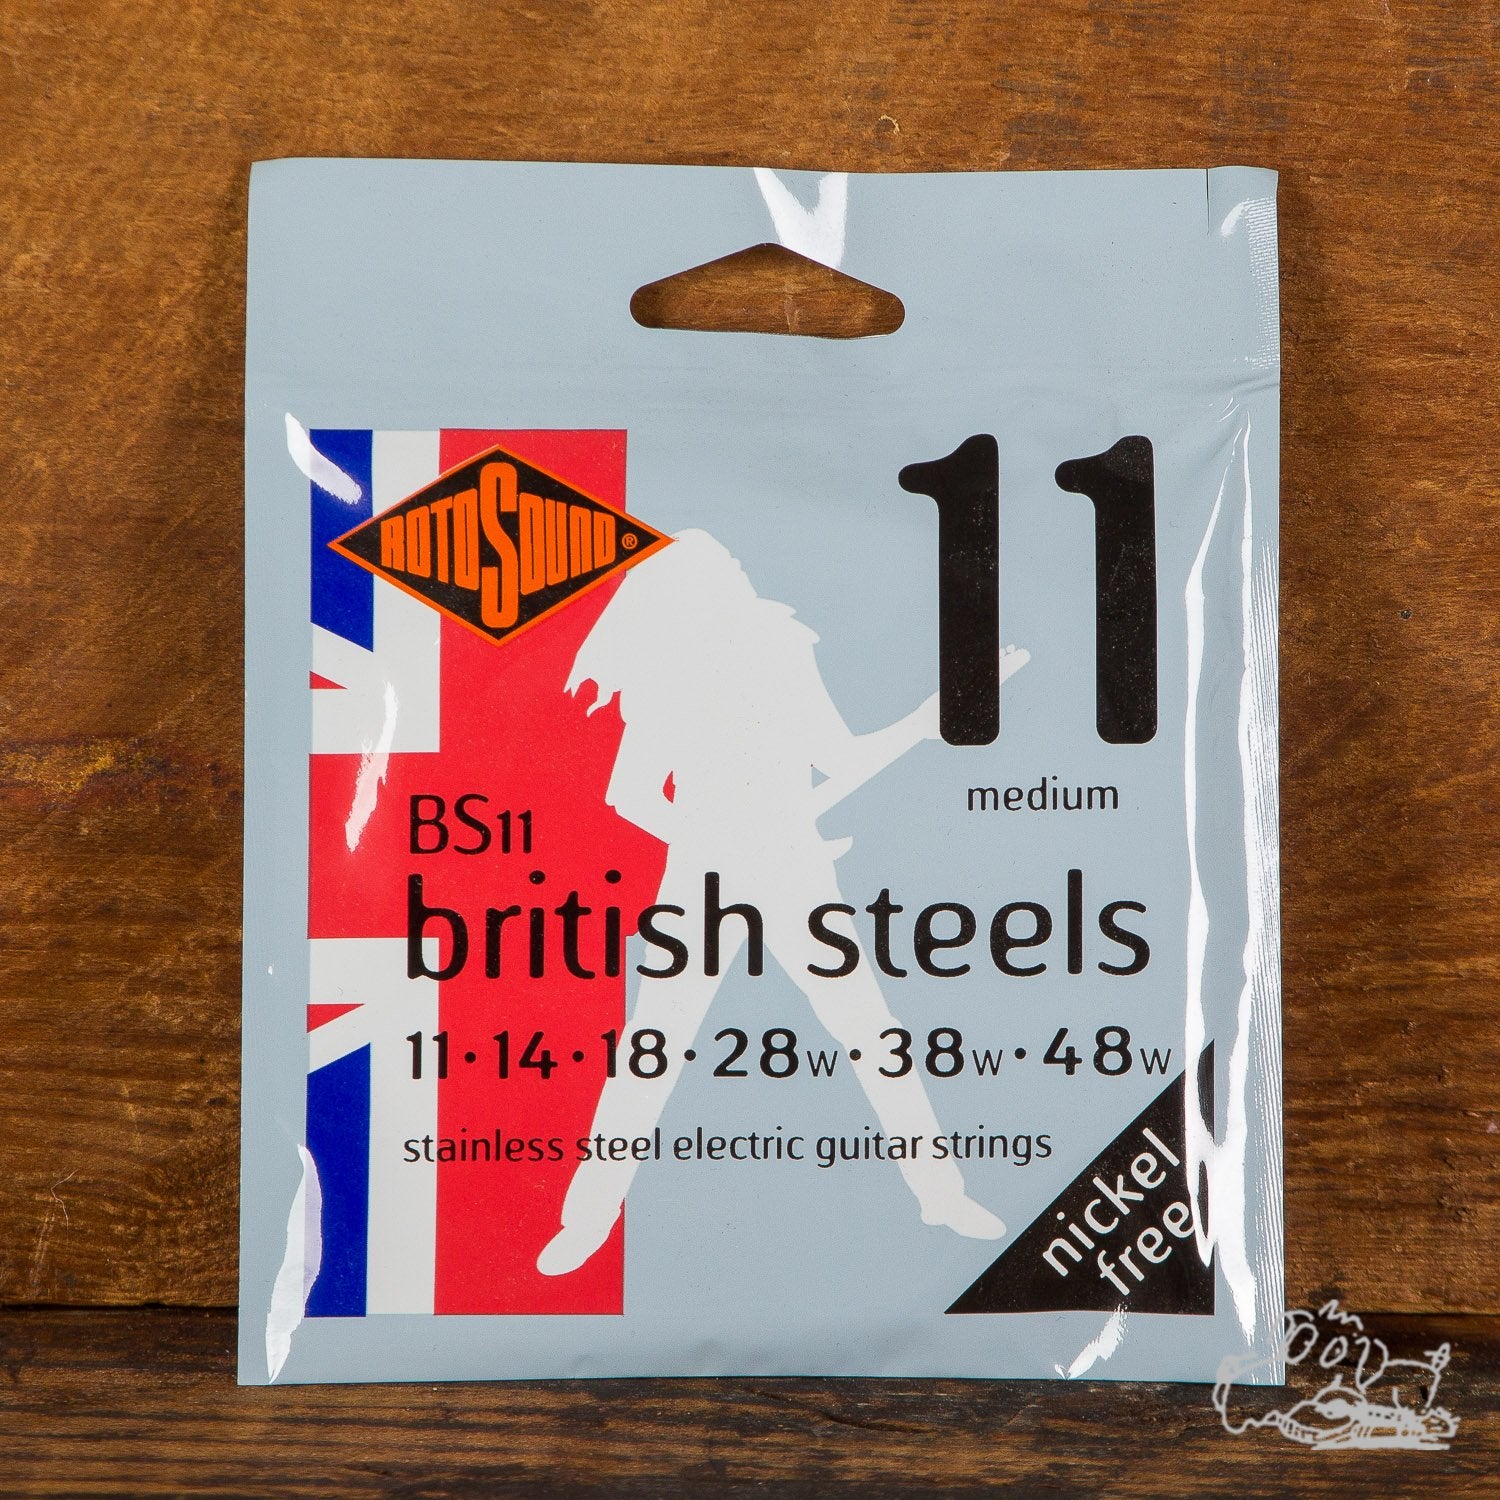 ROTOSOUND®
11
medium
BS11
british steels
11·14·18·28w·38w·48w
stainless steel electric guitar strings
nickel
free